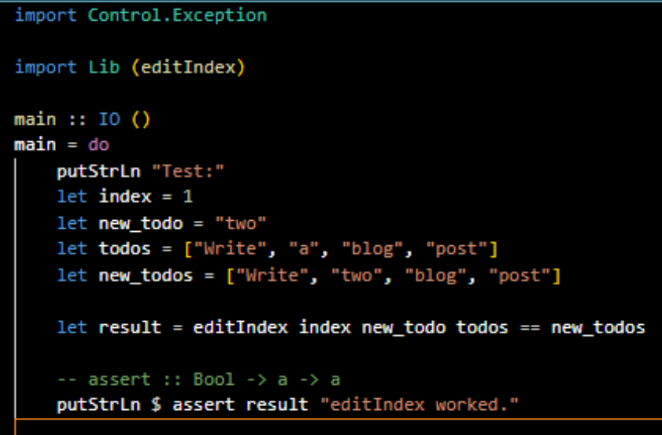 import Control.Exception
import Lib (editIndex)
main :: IO ()
main = do
    putStrLn "Test:"
    let index = 1
    let new_todo = "two"
    let todos = ["Write", "a", "blog", "post"]
    let new_todos = ["Write", "two", "blog", "post"]
    let result = editIndex index new_todo todos == new_todos
    -- assert :: Bool -> a -> a
    putStrLn $ assert result "editIndex worked."